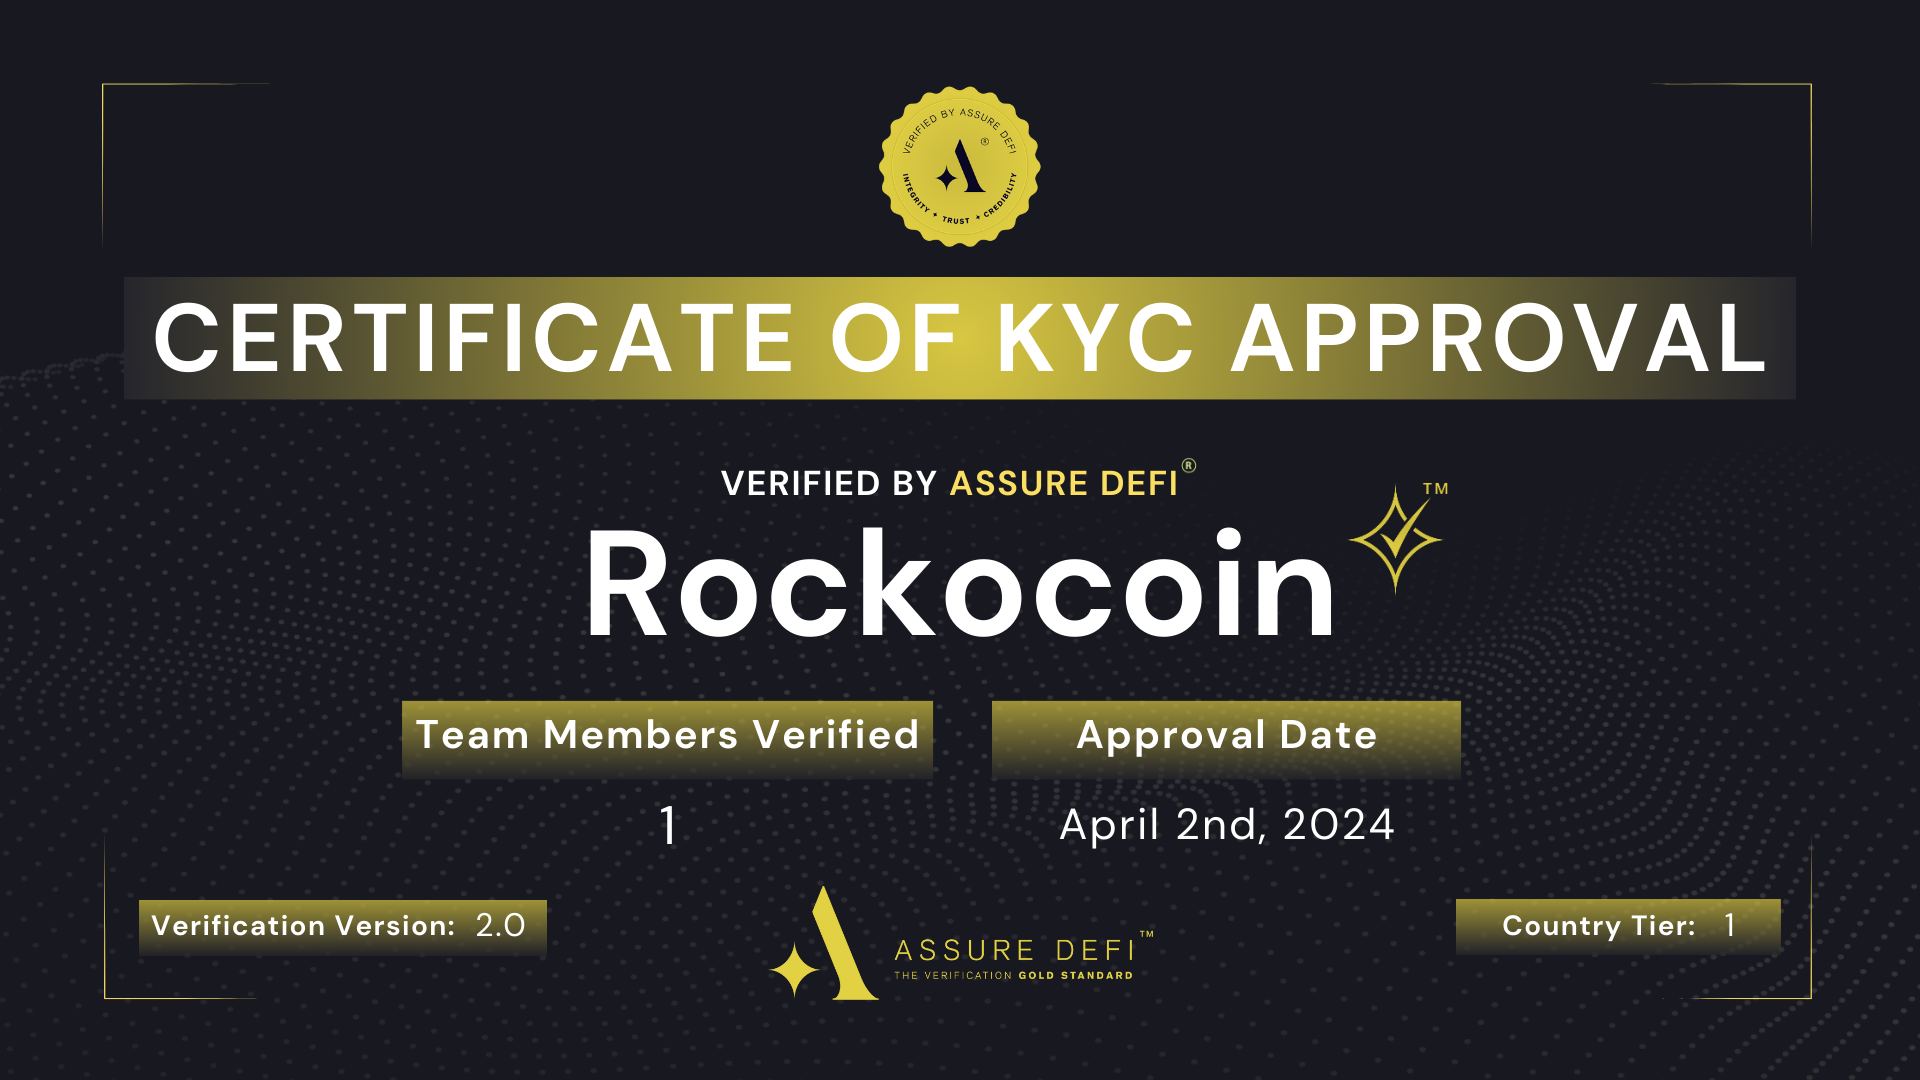 VERIFIED BY ASSURE DEFI
®
INTEGRITY ✦ TRUST ✦ CREDIBILITY
CERTIFICATE OF KYC APPROVAL
VERIFIED BY ASSURE DEFI®
Rockocoin
TM
Team Members Verified
Approval Date
1
April 2nd, 2024
Verification Version: 2.0
ASSURE DEFI TM
THE VERIFICATION GOLD STANDARD
Country Tier: 1